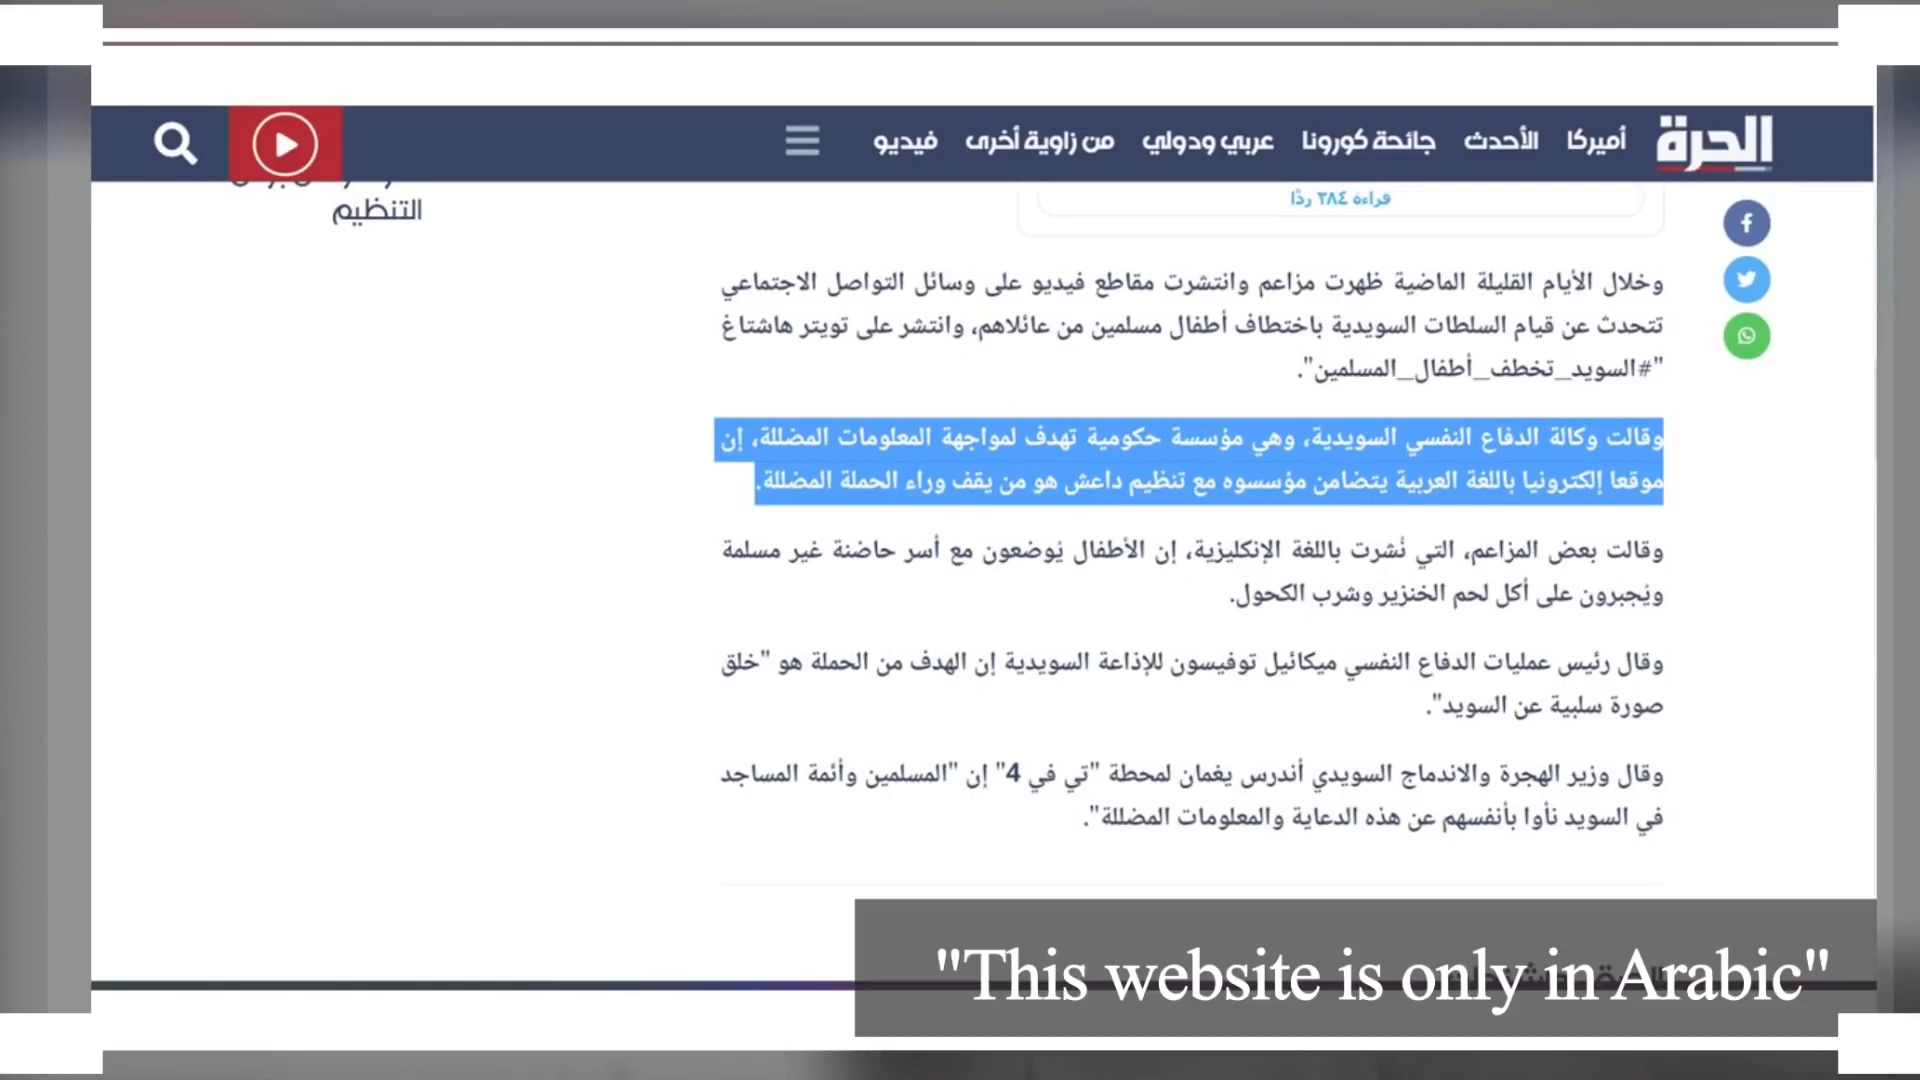 الحرة
أميركا الأحدث جائحة كورونا عربي ودولي من زاوية أخرى فيديو
التنظيم
قراءة ٣٨٤ ردًا
وخلال الأيام القليلة الماضية ظهرت مزاعم وانتشرت مقاطع فيديو على وسائل التواصل الاجتماعي
تتحدث عن قيام السلطات السويدية باختطاف أطفال مسلمين من عائلاهم، وانتشر على تويتر هاشتاغ
"#السويد_تخطف_أطفال_المسلمين".
وقالت وكالة الدفاع النفسي السويدية، وهي مؤسسة حكومية تهدف لمواجهة المعلومات المضللة، إن
موقعا إلكترونيا باللغة العربية يتضامن مؤسسوه مع تنظيم داعش هو من يقف وراء الحملة المضللة.
وقالت بعض المزاعم، التي نُشرت باللغة الإنكليزية، إن الأطفال يُوضعون مع أسر حاضنة غير مسلمة
ويُجبرون على أكل لحم الخنزير وشرب الكحول.
وقال رئيس عمليات الدفاع النفسي ميكائيل توفيسون للإذاعة السويدية إن الهدف من الحملة هو "خلق
صورة سلبية عن السويد".
وقال وزير الهجرة والاندماج السويدي أندرس يغمان لمحطة "تي في 4" إن "المسلمين وأئمة المساجد
في السويد نأوا بأنفسهم عن هذه الدعاية والمعلومات المضللة".
"This website is only in Arabic"